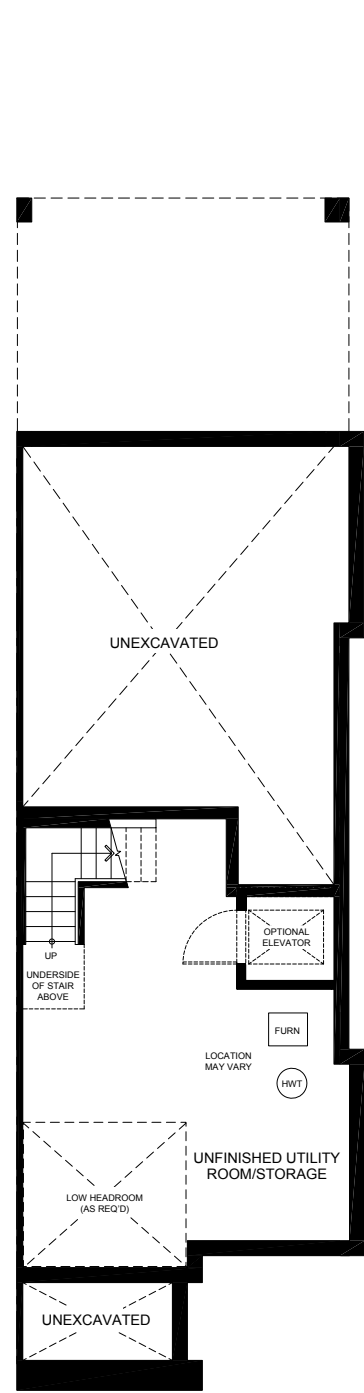 UNEXCAVATED
OPTIONAL
ELEVATOR
UP
UNDERSIDE
OF STAIR
ABOVE
FURN
LOCATION
MAY VARY
HWT
UNFINISHED UTILITY
ROOM/STORAGE
LOW HEADROOM
(AS REQ'D)
UNEXCAVATED